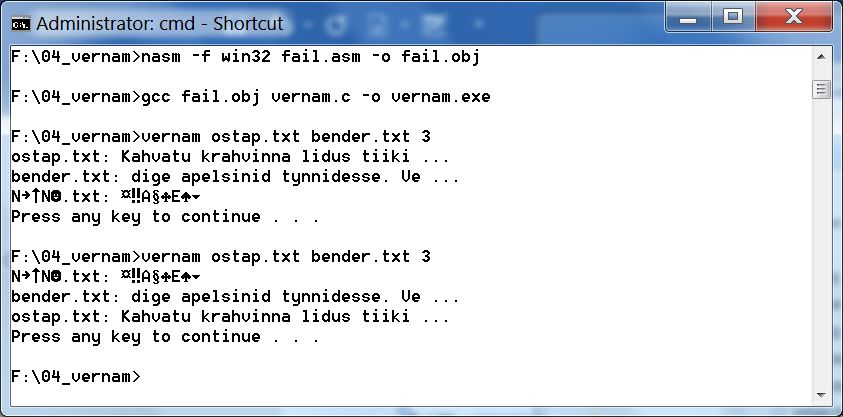 Administrator: cmd - Shortcut
F:\04_vernam>nasm -f win32 fail.asm -o fail.obj
F:\04_vernam>gcc fail.obj vernam.c -o vernam.exe
F:\04_vernam>vernam ostap.txt bender.txt 3
ostap.txt: Kahvatu krahvinna lidus tiiki ...
bender.txt: dige apelsinid tynnidesse. Ve ...
N→↑N☻.txt: ¤‼A§♣E♠▾
Press any key to continue . . .
F:\04_vernam>vernam ostap.txt bender.txt 3
N→↑N☻.txt: ¤‼A§♣E♠▾
bender.txt: dige apelsinid tynnidesse. Ve ...
ostap.txt: Kahvatu krahvinna lidus tiiki ...
Press any key to continue . . .
F:\04_vernam>